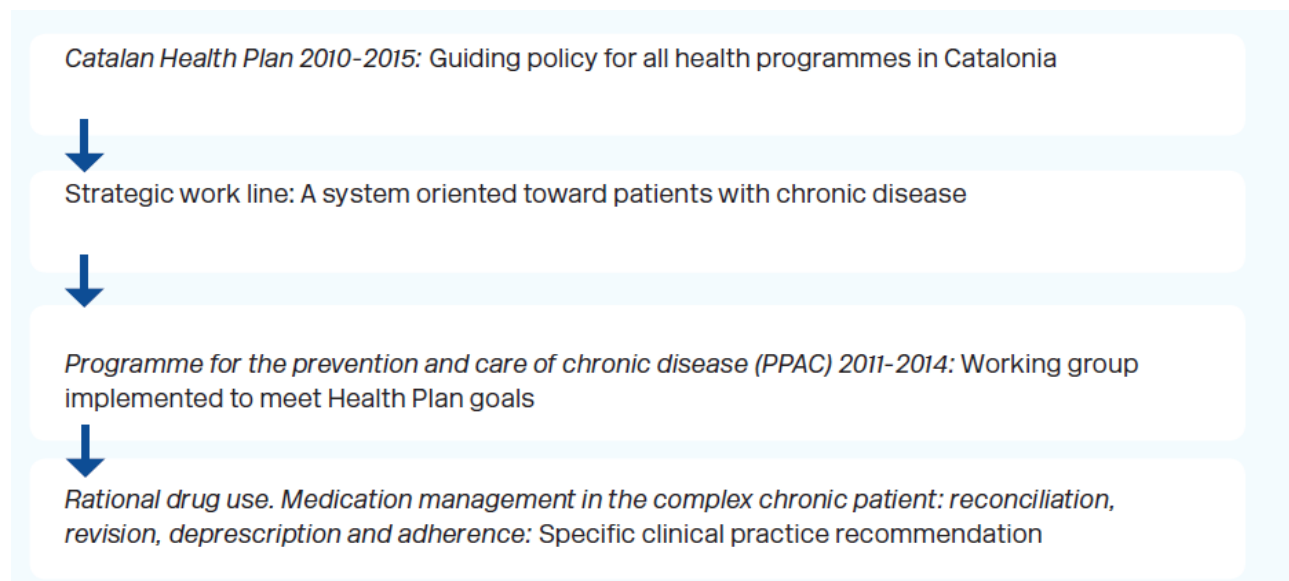 Catalan Health Plan 2010-2015: Guiding policy for all health programmes in Catalonia
Strategic work line: A system oriented toward patients with chronic disease
Programme for the prevention and care of chronic disease (PPAC) 2011-2014: Working group
implemented to meet Health Plan goals
Rational drug use. Medication management in the complex chronic patient: reconciliation,
revision, deprescription and adherence: Specific clinical practice recommendation